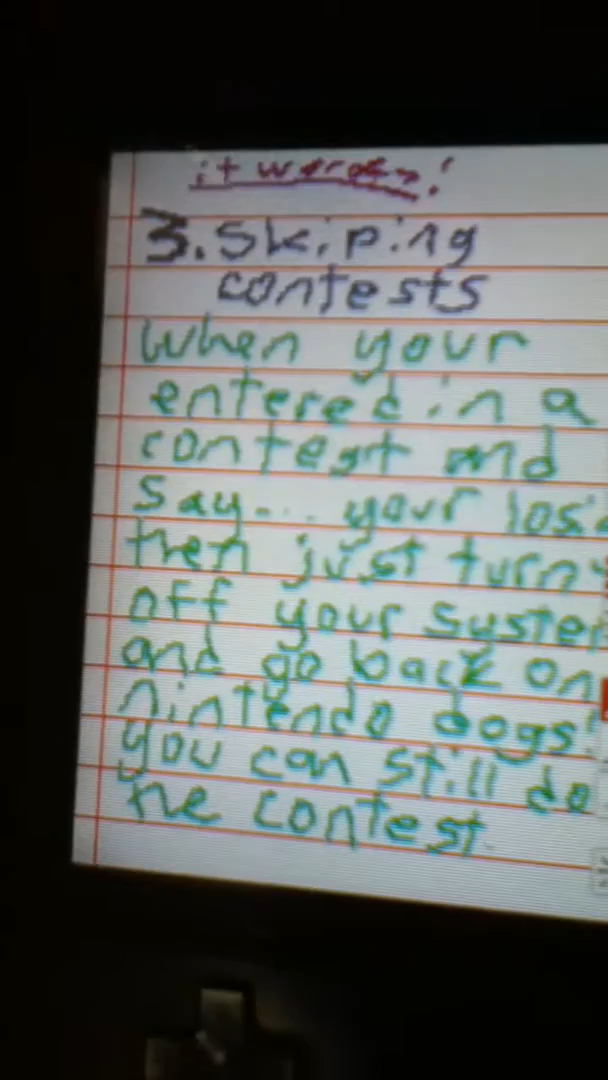 it works!
3. Skiping
contests
When your
entered in a
contest and
say... your los
then just turn
off your system
and go back on
nintendo dogs!
you can still do
the contest.